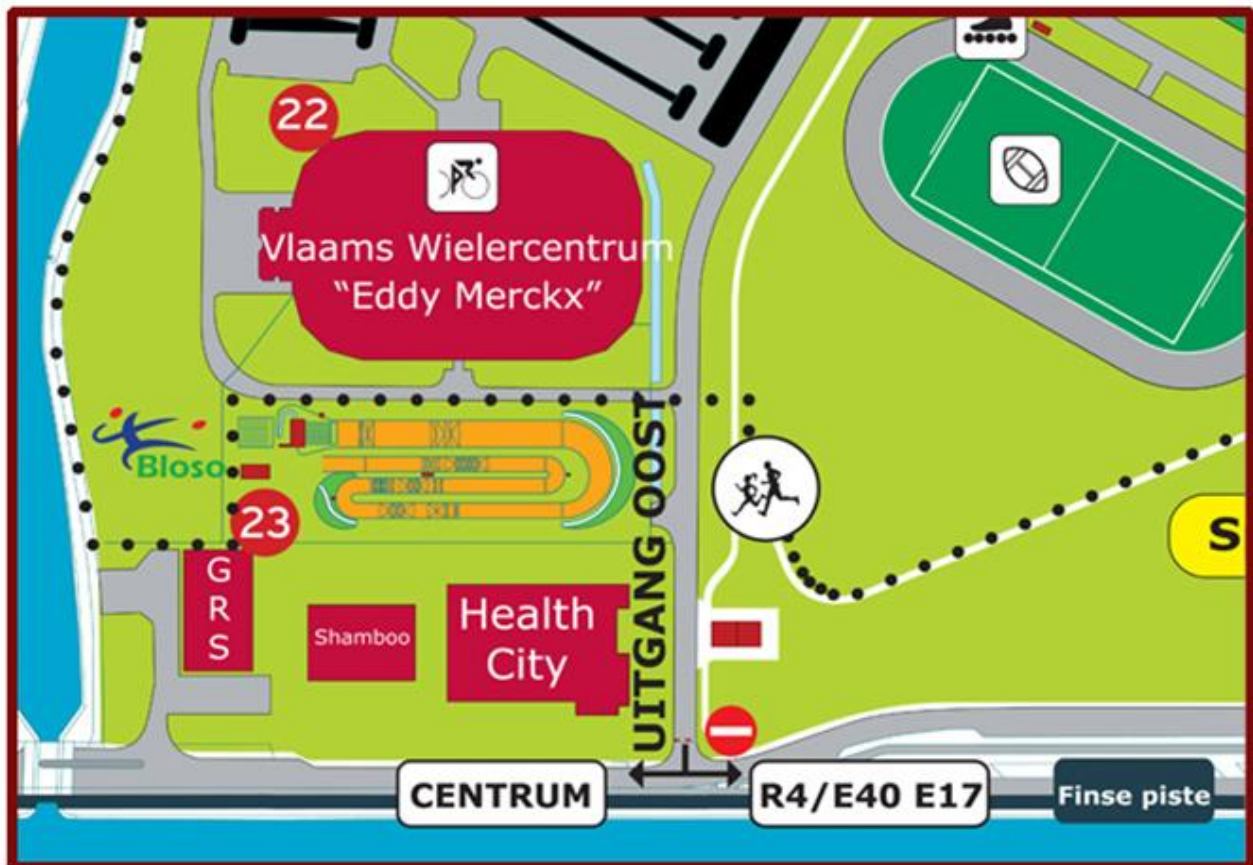 22
Vlaams Wielercentrum
“Eddy Merckx”
Bloso
23
UITGANG OOST
G
R
S
Shamboo
Health
City
S
CENTRUM
R4/E40 E17
Finse piste